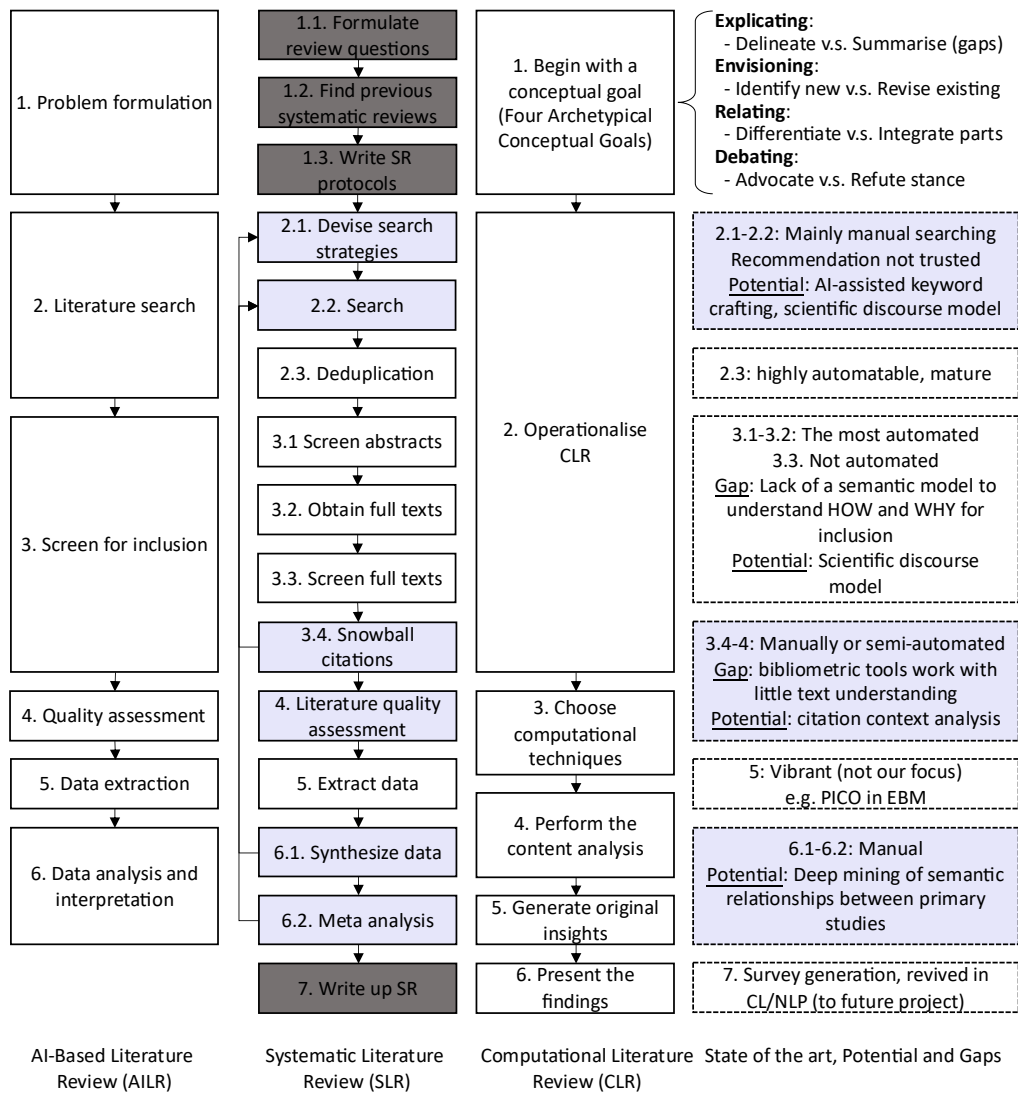 1. Problem formulation
2. Literature search
3. Screen for inclusion
4. Quality assessment
5. Data extraction
6. Data analysis and
interpretation
AI-Based Literature
Review (AILR)
1.1. Formulate
review questions
1.2. Find previous
systematic reviews
1.3. Write SR
protocols
2.1. Devise search
strategies
2.2. Search
2.3. Deduplication
3.1 Screen abstracts
3.2. Obtain full texts
3.3. Screen full texts
3.4. Snowball
citations
4. Literature quality
assessment
5. Extract data
6.1. Synthesize data
6.2. Meta analysis
7. Write up SR
Systematic Literature
Review (SLR)
1. Begin with a
conceptual goal
(Four Archetypical
Conceptual Goals)
2. Operationalise
CLR
3. Choose
computational
techniques
4. Perform the
content analysis
5. Generate original
insights
6. Present the
findings
Computational Literature
Review (CLR)
Explicating:
- Delineate v.s. Summarise (gaps)
Envisioning:
- Identify new v.s. Revise existing
Relating:
- Differentiate v.s. Integrate parts
Debating:
- Advocate v.s. Refute stance
2.1-2.2: Mainly manual searching
Recommendation not trusted
Potential: AI-assisted keyword
crafting, scientific discourse model
2.3: highly automatable, mature
3.1-3.2: The most automated
3.3. Not automated
Gap: Lack of a semantic model to
understand HOW and WHY for
inclusion
Potential: Scientific discourse
model
3.4-4: Manually or semi-automated
Gap: bibliometric tools work with
little text understanding
Potential: citation context analysis
5: Vibrant (not our focus)
e.g. PICO in EBM
6.1-6.2: Manual
Potential: Deep mining of semantic
relationships between primary
studies
7. Survey generation, revived in
CL/NLP (to future project)
State of the art, Potential and Gaps